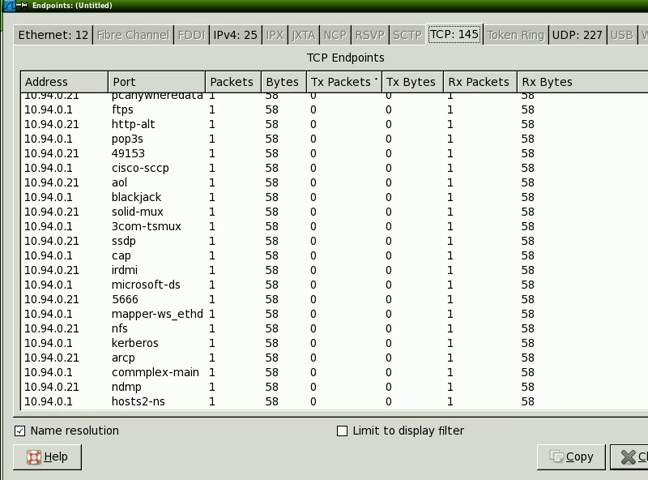 Endpoints: (Untitled)
Ethernet: 12 Fibre Channel FDDI IPv4: 25 IPX JXTA NCP RSVP SCTP TCP: 145 Token Ring UDP: 227 USB W
TCP Endpoints
Address Port Packets Bytes Tx Packets Tx Bytes Rx Packets Rx Bytes
10.94.0.21 pcanywheredata 1 58 0 0 1 58
10.94.0.1 ftps 1 58 0 0 1 58
10.94.0.21 http-alt 1 58 0 0 1 58
10.94.0.1 pop3s 1 58 0 0 1 58
10.94.0.21 49153 1 58 0 0 1 58
10.94.0.1 cisco-sccp 1 58 0 0 1 58
10.94.0.21 aol 1 58 0 0 1 58
10.94.0.1 blackjack 1 58 0 0 1 58
10.94.0.21 solid-mux 1 58 0 0 1 58
10.94.0.1 3com-tsmux 1 58 0 0 1 58
10.94.0.21 ssdp 1 58 0 0 1 58
10.94.0.1 cap 1 58 0 0 1 58
10.94.0.21 irdmi 1 58 0 0 1 58
10.94.0.1 microsoft-ds 1 58 0 0 1 58
10.94.0.21 5666 1 58 0 0 1 58
10.94.0.1 mapper-ws_ethd 1 58 0 0 1 58
10.94.0.21 nfs 1 58 0 0 1 58
10.94.0.1 kerberos 1 58 0 0 1 58
10.94.0.21 arcp 1 58 0 0 1 58
10.94.0.1 commplex-main 1 58 0 0 1 58
10.94.0.21 ndmp 1 58 0 0 1 58
10.94.0.1 hosts2-ns 1 58 0 0 1 58
Name resolution Limit to display filter
Help Copy Cl